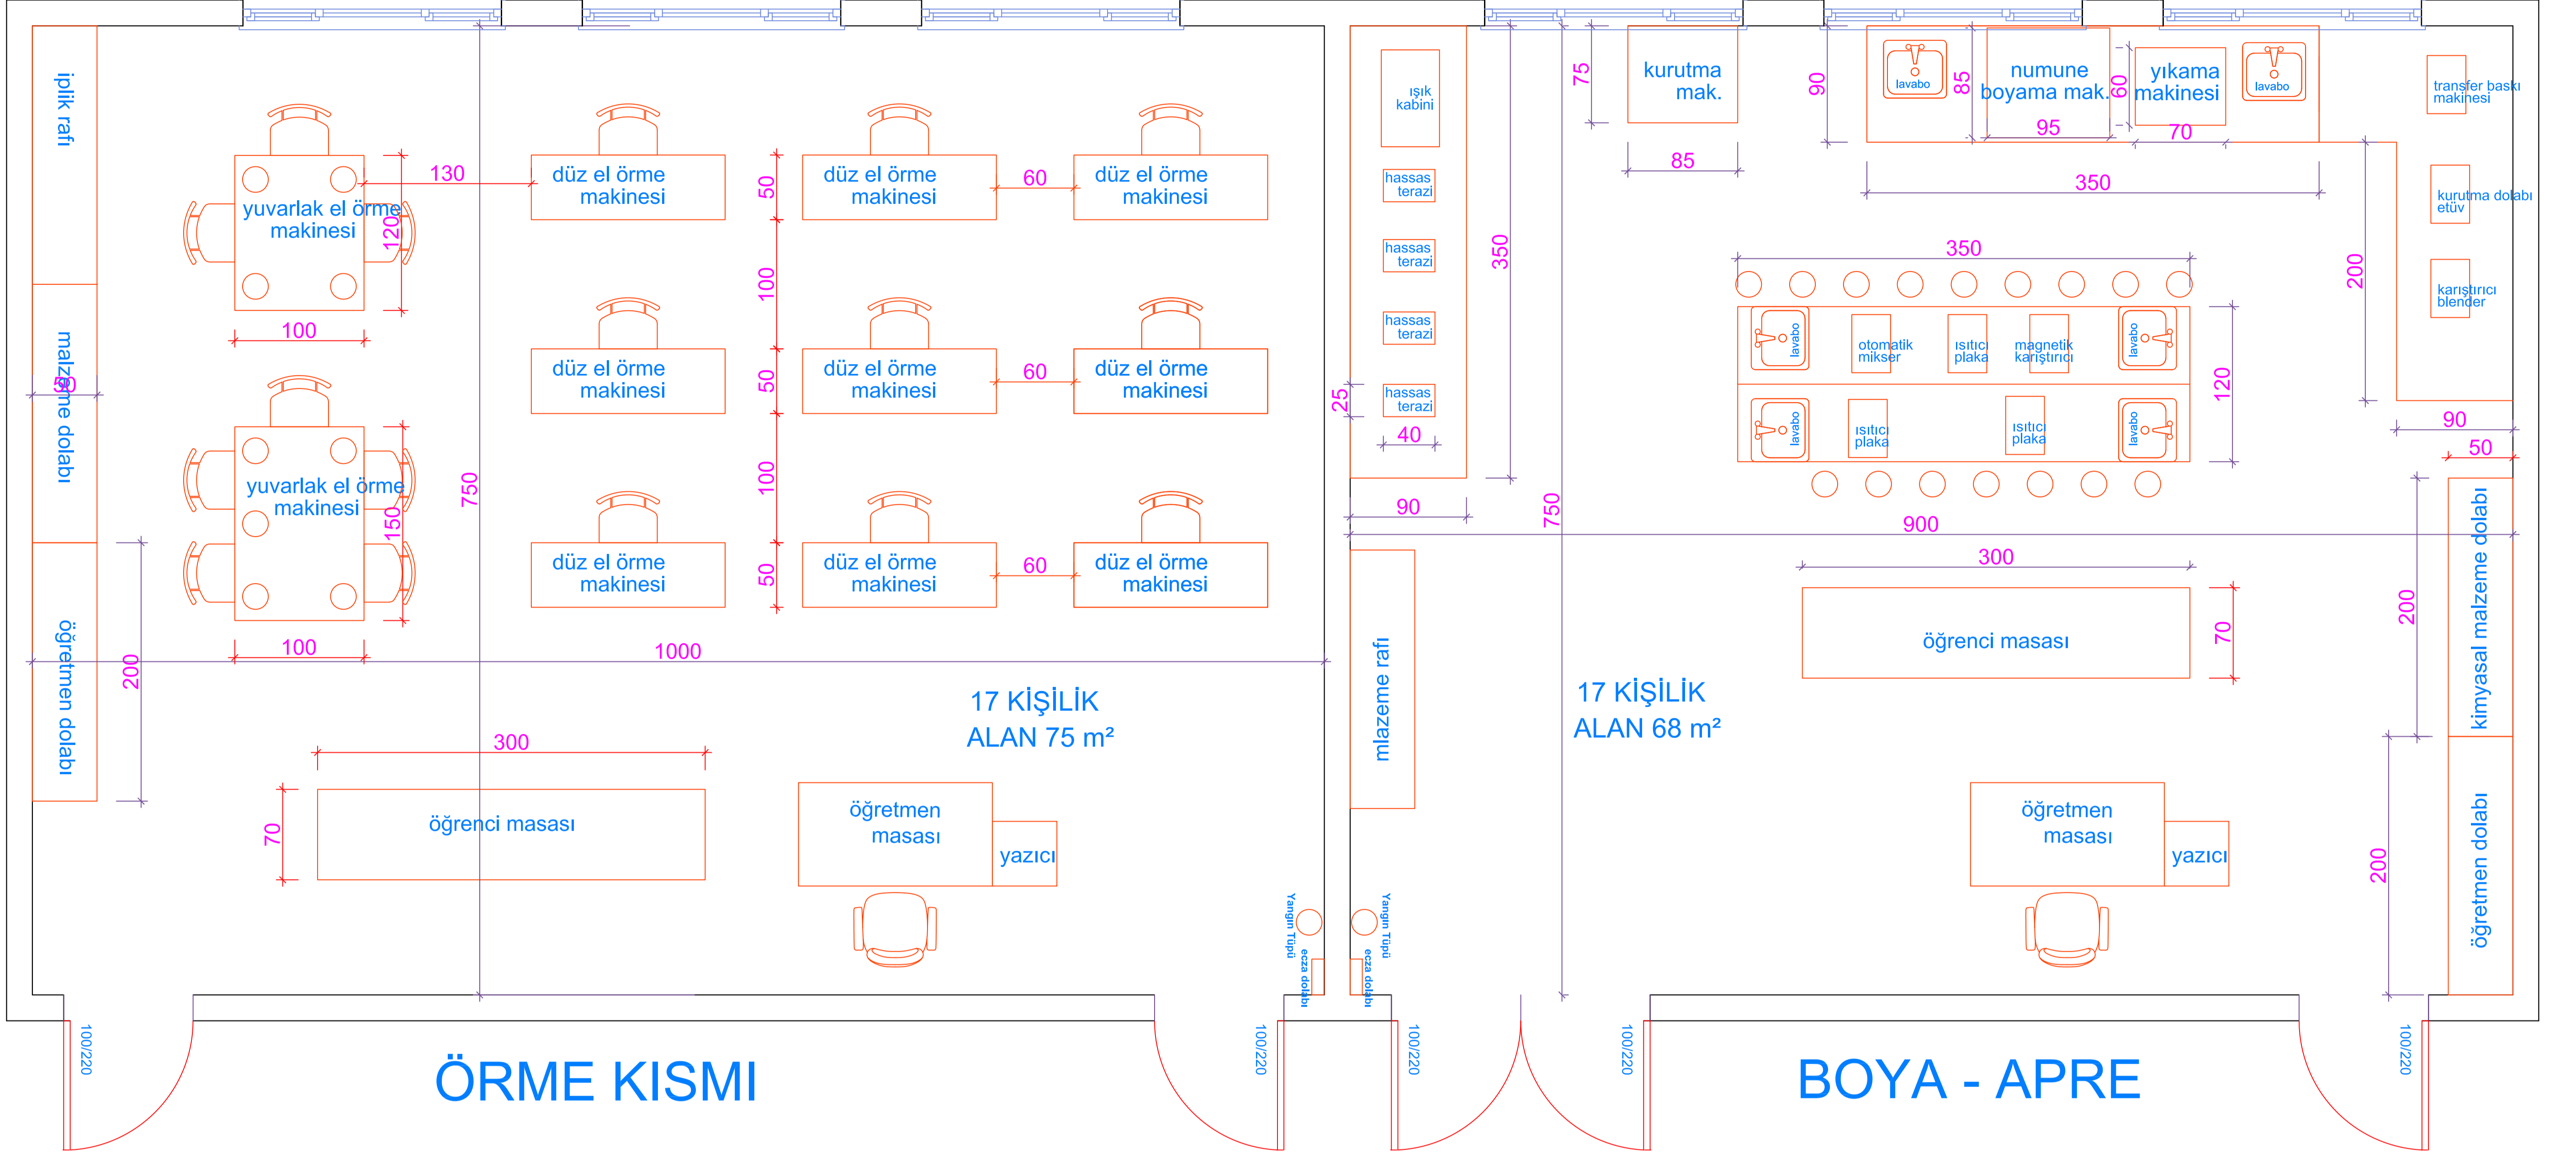 iplik rafı
malzeme dolabı
50
öğretmen dolabı
200
yuvarlak el örme
makinesi
120
100
130
yuvarlak el örme
makinesi
150
100
750
1000
düz el örme
makinesi
düz el örme
makinesi
60
düz el örme
makinesi
50
100
düz el örme
makinesi
düz el örme
makinesi
60
düz el örme
makinesi
50
100
düz el örme
makinesi
düz el örme
makinesi
60
düz el örme
makinesi
50
17 KİŞİLİK
ALAN 75 m²
300
70
öğrenci masası
öğretmen
masası
yazıcı
Yangın Tüpü
ecza dolabı
100/220
100/220
ÖRME KISMI
ışık
kabini
hassas
terazi
hassas
terazi
hassas
terazi
hassas
terazi
25
40
90
350
750
75
kurutma
mak.
85
90
lavabo
85
numune
boyama mak.
95
60
yıkama
makinesi
70
lavabo
350
transfer baskı
makinesi
kurutma dolabı
etüv
karıştırıcı
blender
200
90
50
350
lavabo
otomatik
mikser
ısıtıcı
plaka
magnetik
karıştırıcı
lavabo
120
lavabo
ısıtıcı
plaka
ısıtıcı
plaka
lavabo
900
300
öğrenci masası
70
mlazeme rafı
17 KİŞİLİK
ALAN 68 m²
kimyasal malzeme dolabı
200
öğretmen dolabı
200
öğretmen
masası
yazıcı
Yangın Tüpü
ecza dolabı
100/220
100/220
100/220
BOYA - APRE